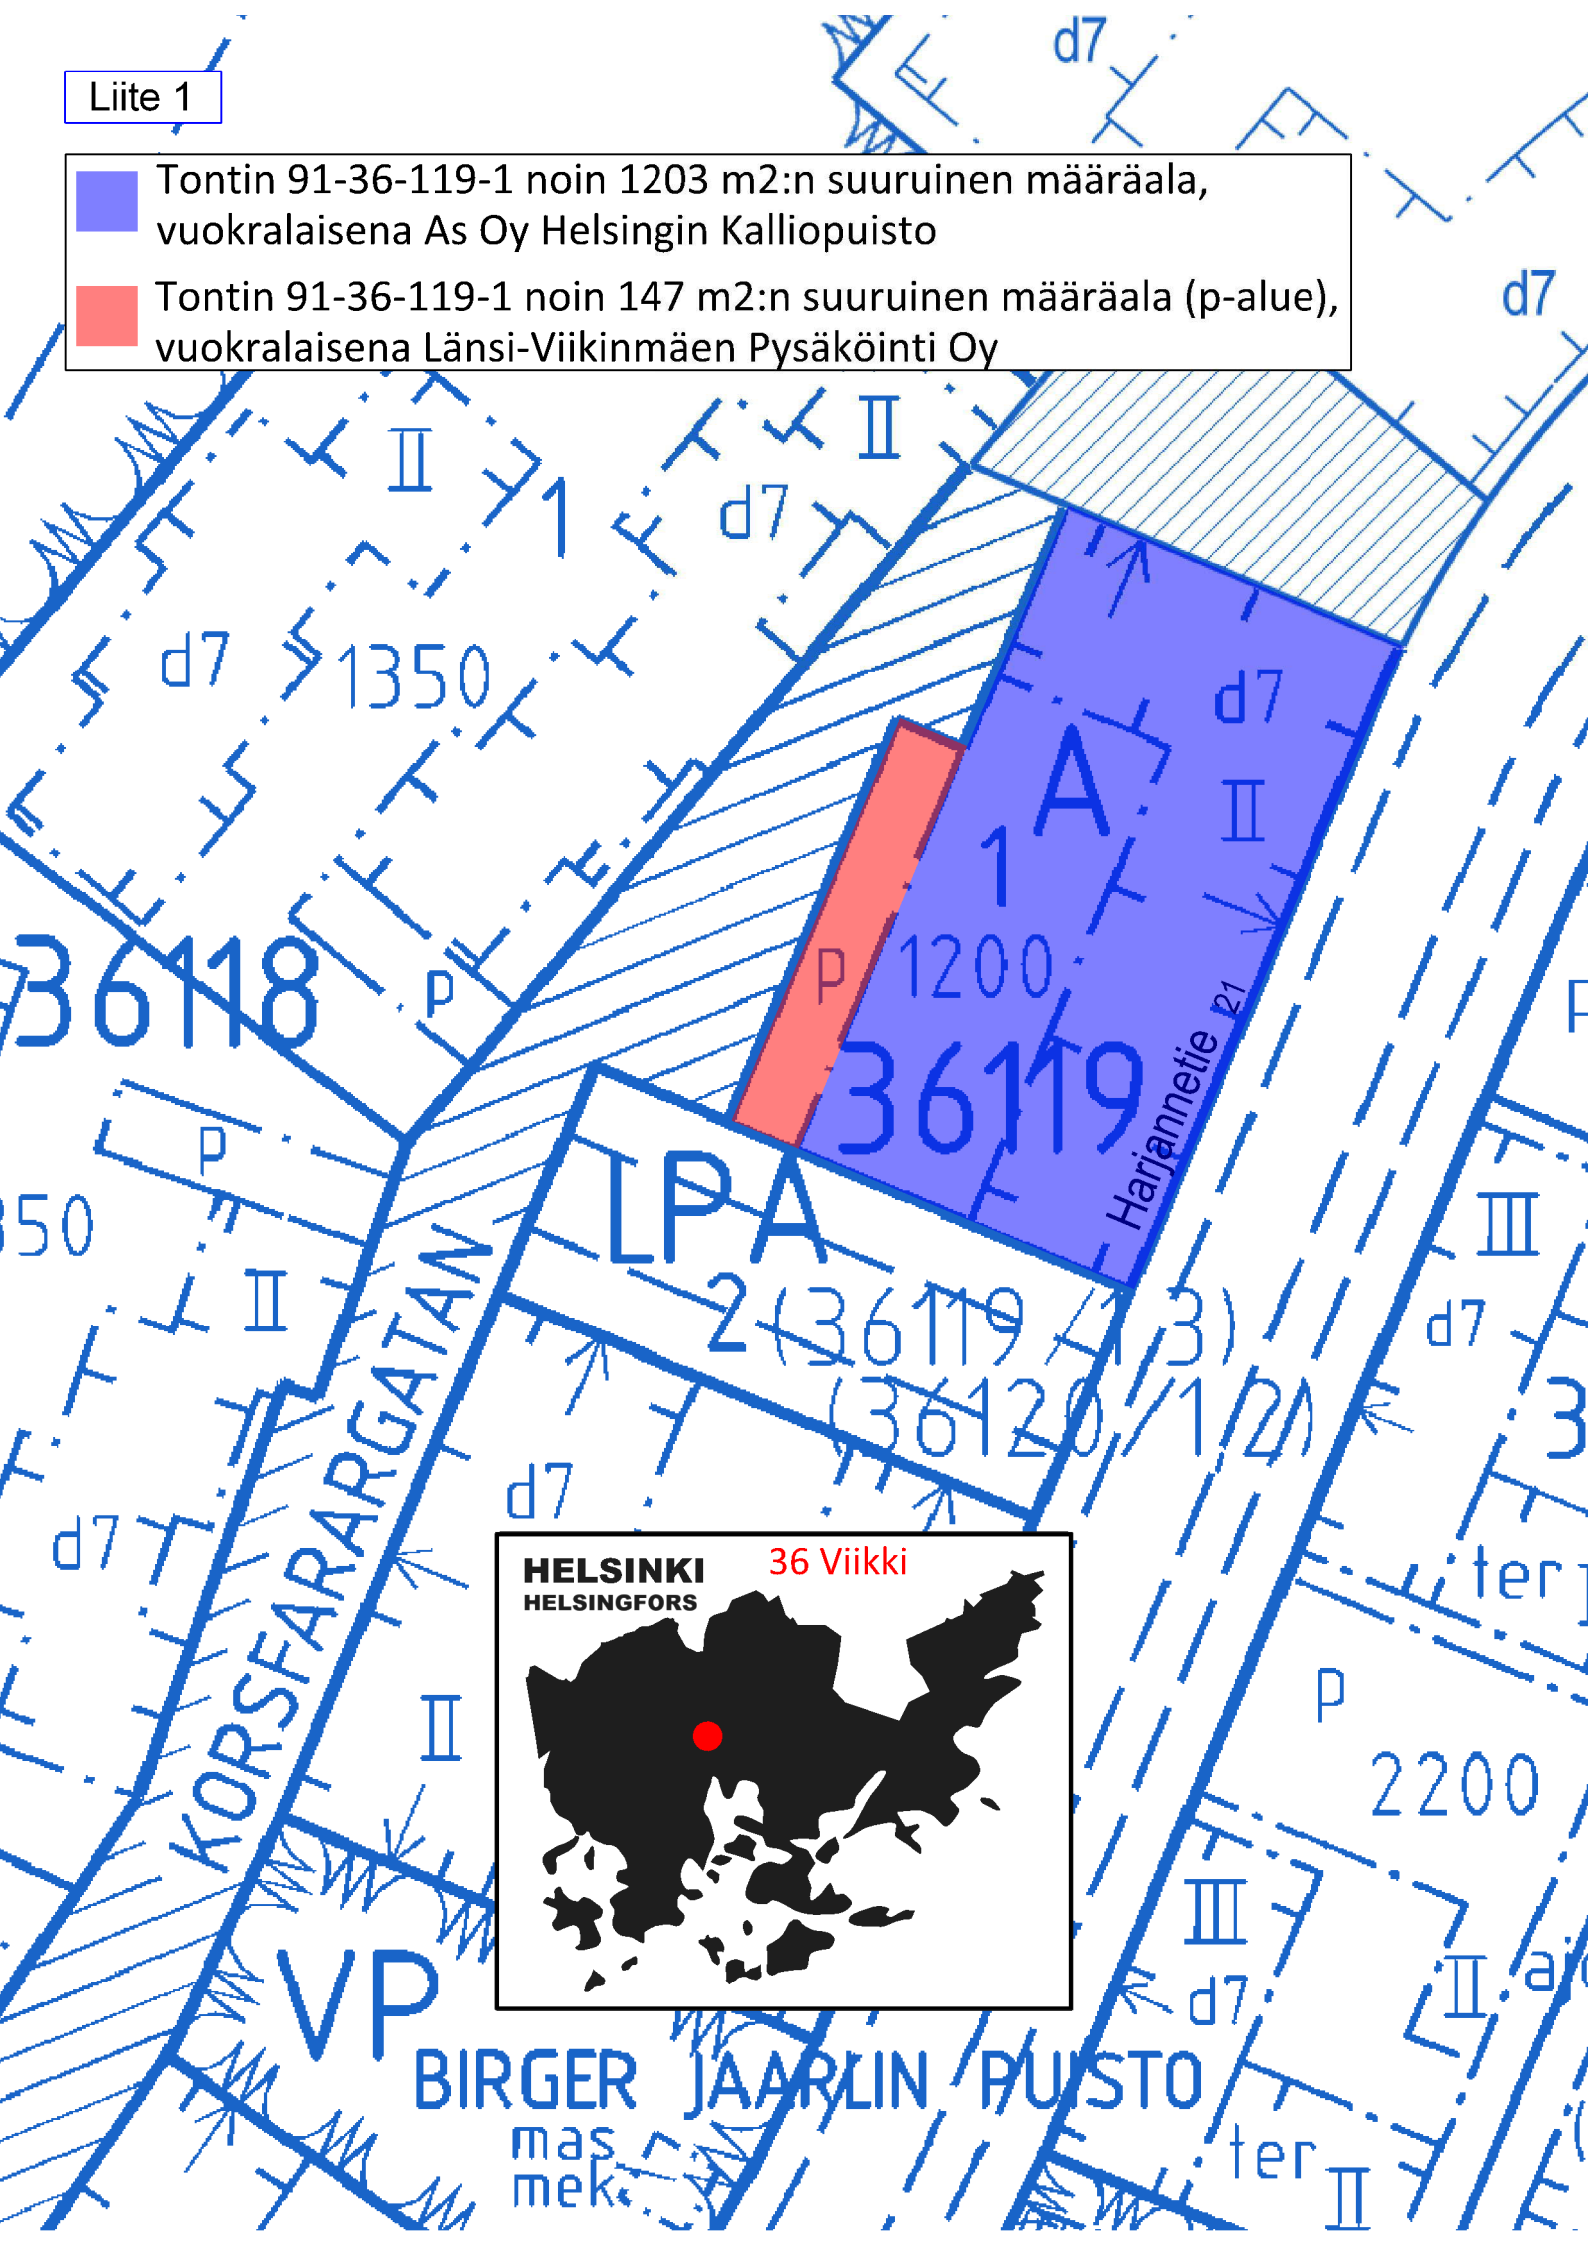 d7
Liite 1
Tontin 91-36-119-1 noin 1203 m2:n suuruinen määräala,
vuokralaisena As Oy Helsingin Kalliopuisto
Tontin 91-36-119-1 noin 147 m2:n suuruinen määräala (p-alue),
vuokralaisena Länsi-Viikinmäen Pysäköinti Oy
d7
II
II
1
d7
d7
1350
d7
A
II
1
36118
p
p
1200
Harjannetie 21
36119
p
LPA
III
II
2 (36119/1,3)
(36120/1,2)
d7
d7
d7
KORSFARARGATAN
HELSINKI
HELSINGFORS
36 Viikki
ter
p
II
2200
III
VP
d7
II
BIRGER JAARLIN PUISTO
mas
mek
ter
II